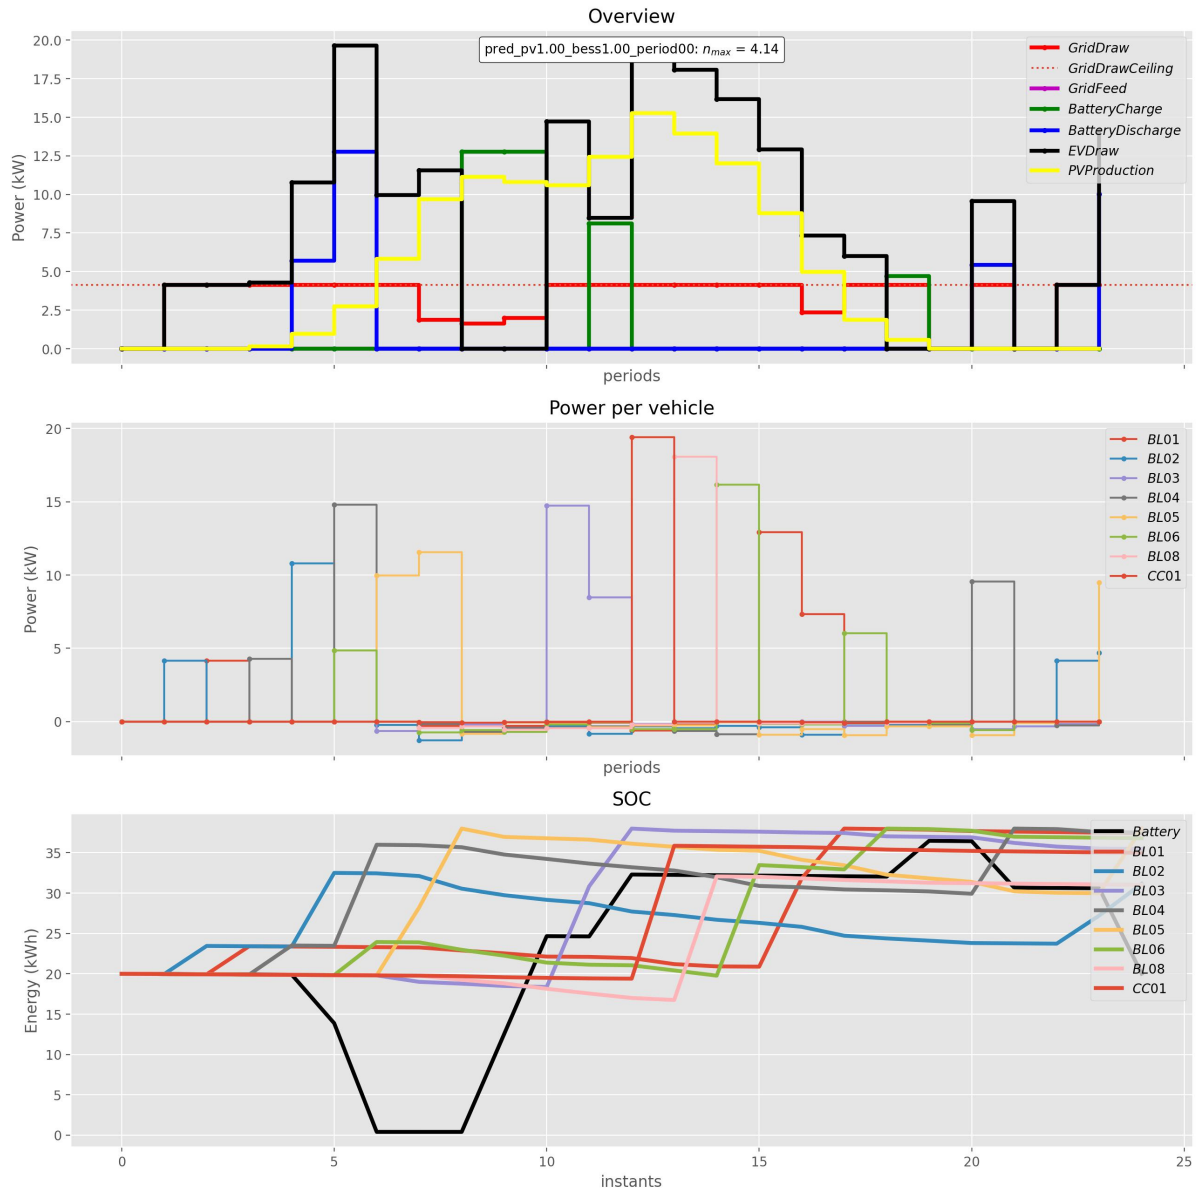 Overview
pred_pv1.00_bess1.00_period00: n_max = 4.14
GridDraw
GridDrawCeiling
GridFeed
BatteryCharge
BatteryDischarge
EVDraw
PVProduction
Power (kW)
20.0
17.5
15.0
12.5
10.0
7.5
5.0
2.5
0.0
periods
Power per vehicle
BL01
BL02
BL03
BL04
BL05
BL06
BL08
CC01
Power (kW)
20
15
10
5
0
periods
SOC
Battery
BL01
BL02
BL03
BL04
BL05
BL06
BL08
CC01
Energy (kWh)
35
30
25
20
15
10
5
0
0 5 10 15 20 25
instants